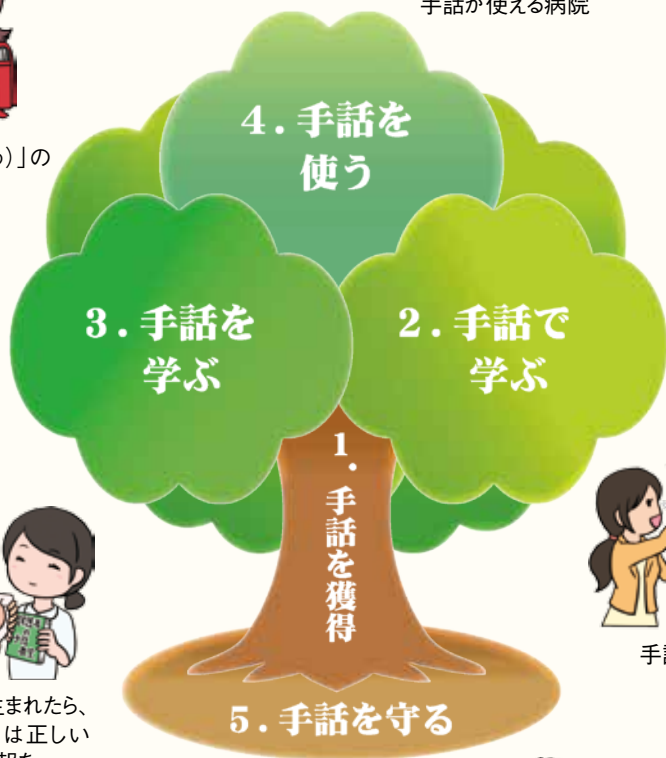 手話が使える病院
4.手話を
使う
)」の
3.手話を
学ぶ
2.手話で
学ぶ
1.手話を獲得
手
まれたら、
は正しい
5.手話を守る